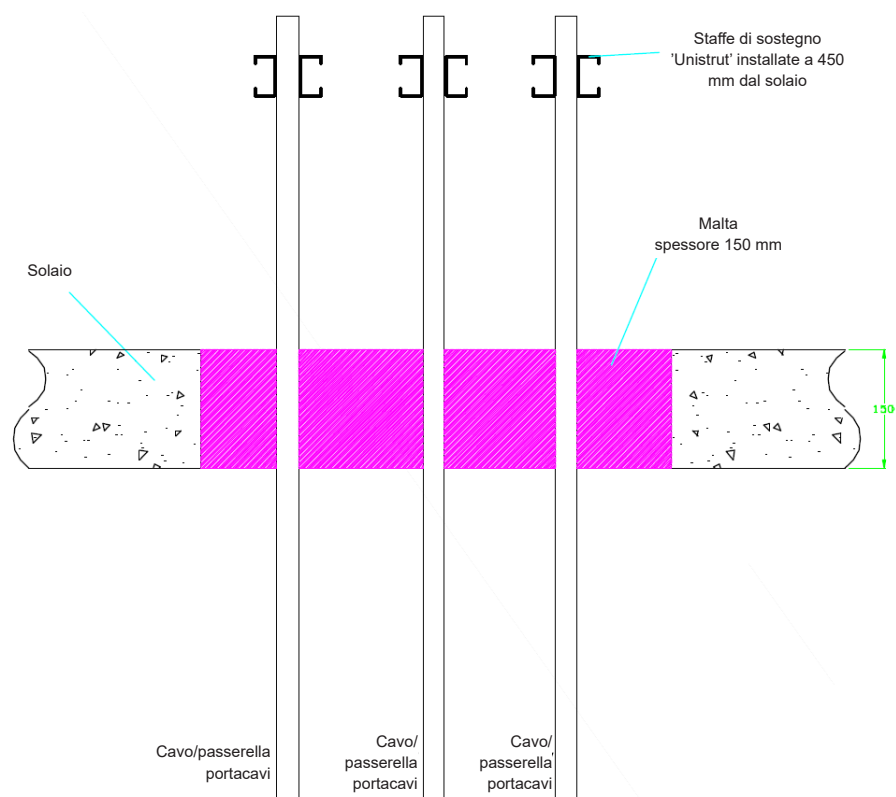 Staffe di sostegno
'Unistrut' installate a 450
mm dal solaio
Malta
spessore 150 mm
Solaio
150
Cavo/passerella
portacavi
Cavo/
passerella
portacavi
Cavo/
passerella
portacavi